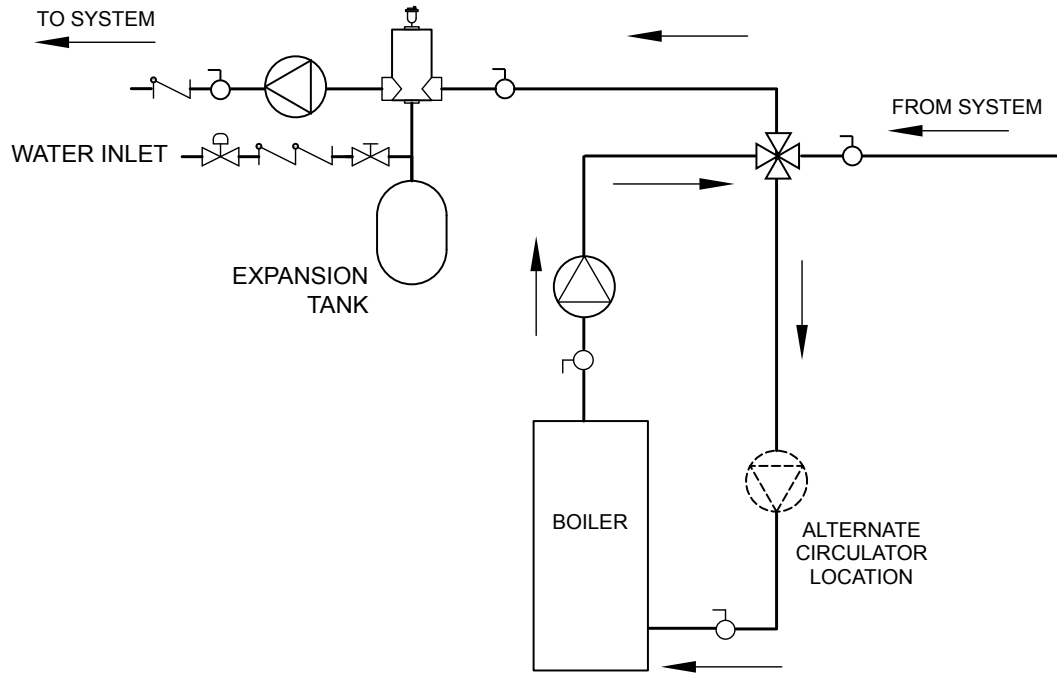 TO SYSTEM
FROM SYSTEM
WATER INLET
EXPANSION
TANK
BOILER
ALTERNATE
CIRCULATOR
LOCATION